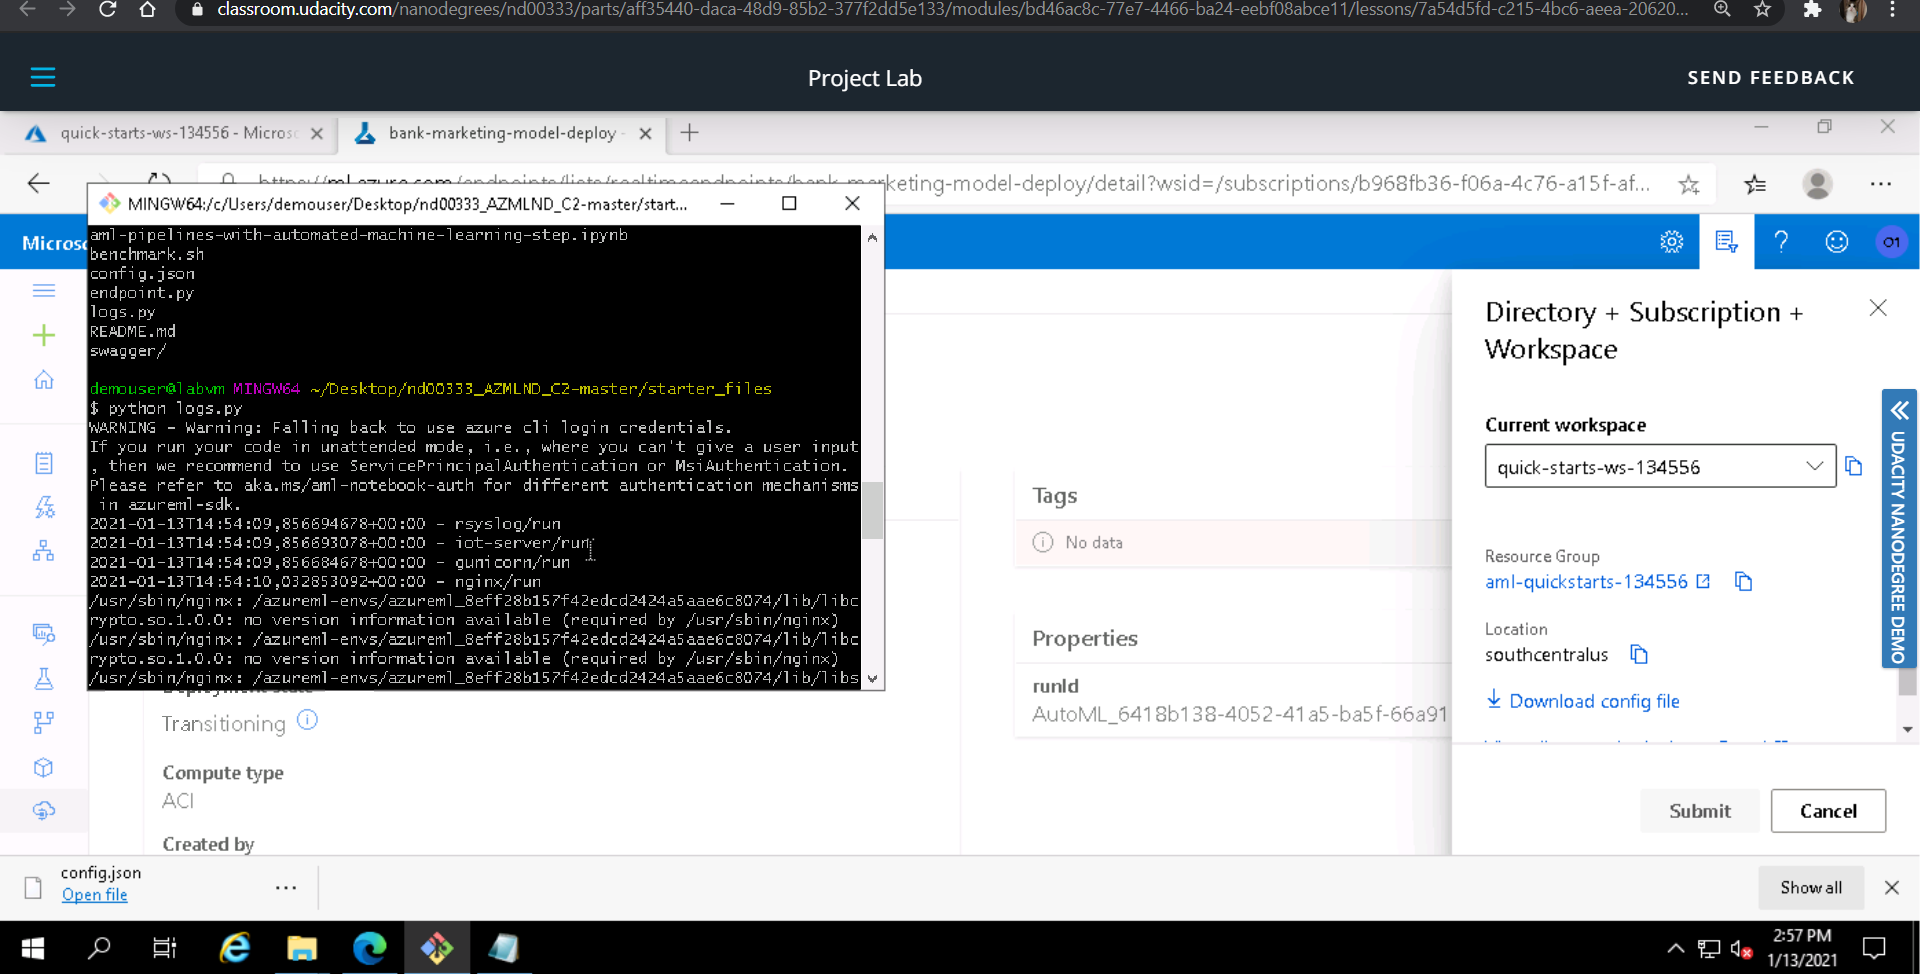 classroom.udacity.com/nanodegrees/nd00333/parts/aff35440-daca-48d9-85b2-377f2dd5e133/modules/bd46ac8c-77e7-4466-ba24-eebf08abce11/lessons/7a54d5fd-c215-4bc6-aeea-20620...
Project Lab
SEND FEEDBACK
quick-starts-ws-134556 - Micros
bank-marketing-model-deploy -
https://ml.azure.com/endpoints/lists/realtimeendpoints/bank-marketing-model-deploy/detail?wsid=/subscriptions/b968fb36-f06a-4c76-a15f-af...
MINGW64:/c/Users/demouser/Desktop/nd00333_AZMLND_C2-master/start...
Micros
O1
aml-pipelines-with-automated-machine-learning-step.ipynb
benchmark.sh
config.json
endpoint.py
logs.py
README.md
swagger/
demouser@labvm MINGW64 ~/Desktop/nd00333_AZMLND_C2-master/starter_files
$ python logs.py
WARNING - Warning: Falling back to use azure cli login credentials.
If you run your code in unattended mode, i.e., where you can't give a user input
, then we recommend to use ServicePrincipalAuthentication or MsiAuthentication.
Please refer to aka.ms/aml-notebook-auth for different authentication mechanisms
in azureml-sdk.
2021-01-13T14:54:09,856694678+00:00 - rsyslog/run
2021-01-13T14:54:09,856693078+00:00 - iot-server/run
2021-01-13T14:54:09,856684678+00:00 - gunicorn/run
2021-01-13T14:54:10,032853092+00:00 - nginx/run
/usr/sbin/nginx: /azureml-envs/azureml_8eff28b157f42edcd2424a5aae6c8074/lib/libc
rypto.so.1.0.0: no version information available (required by /usr/sbin/nginx)
/usr/sbin/nginx: /azureml-envs/azureml_8eff28b157f42edcd2424a5aae6c8074/lib/libc
rypto.so.1.0.0: no version information available (required by /usr/sbin/nginx)
/usr/sbin/nginx: /azureml-envs/azureml_8eff28b157f42edcd2424a5aae6c8074/lib/libs
Transitioning
Compute type
ACI
Created by
Tags
No data
Properties
runId
AutoML_6418b138-4052-41a5-ba5f-66a91
Directory + Subscription +
Workspace
Current workspace
quick-starts-ws-134556
Resource Group
aml-quickstarts-134556
Location
southcentralus
Download config file
Submit
Cancel
UDACITY NANODEGREE DEMO
config.json
Open file
Show all
2:57 PM
1/13/2021